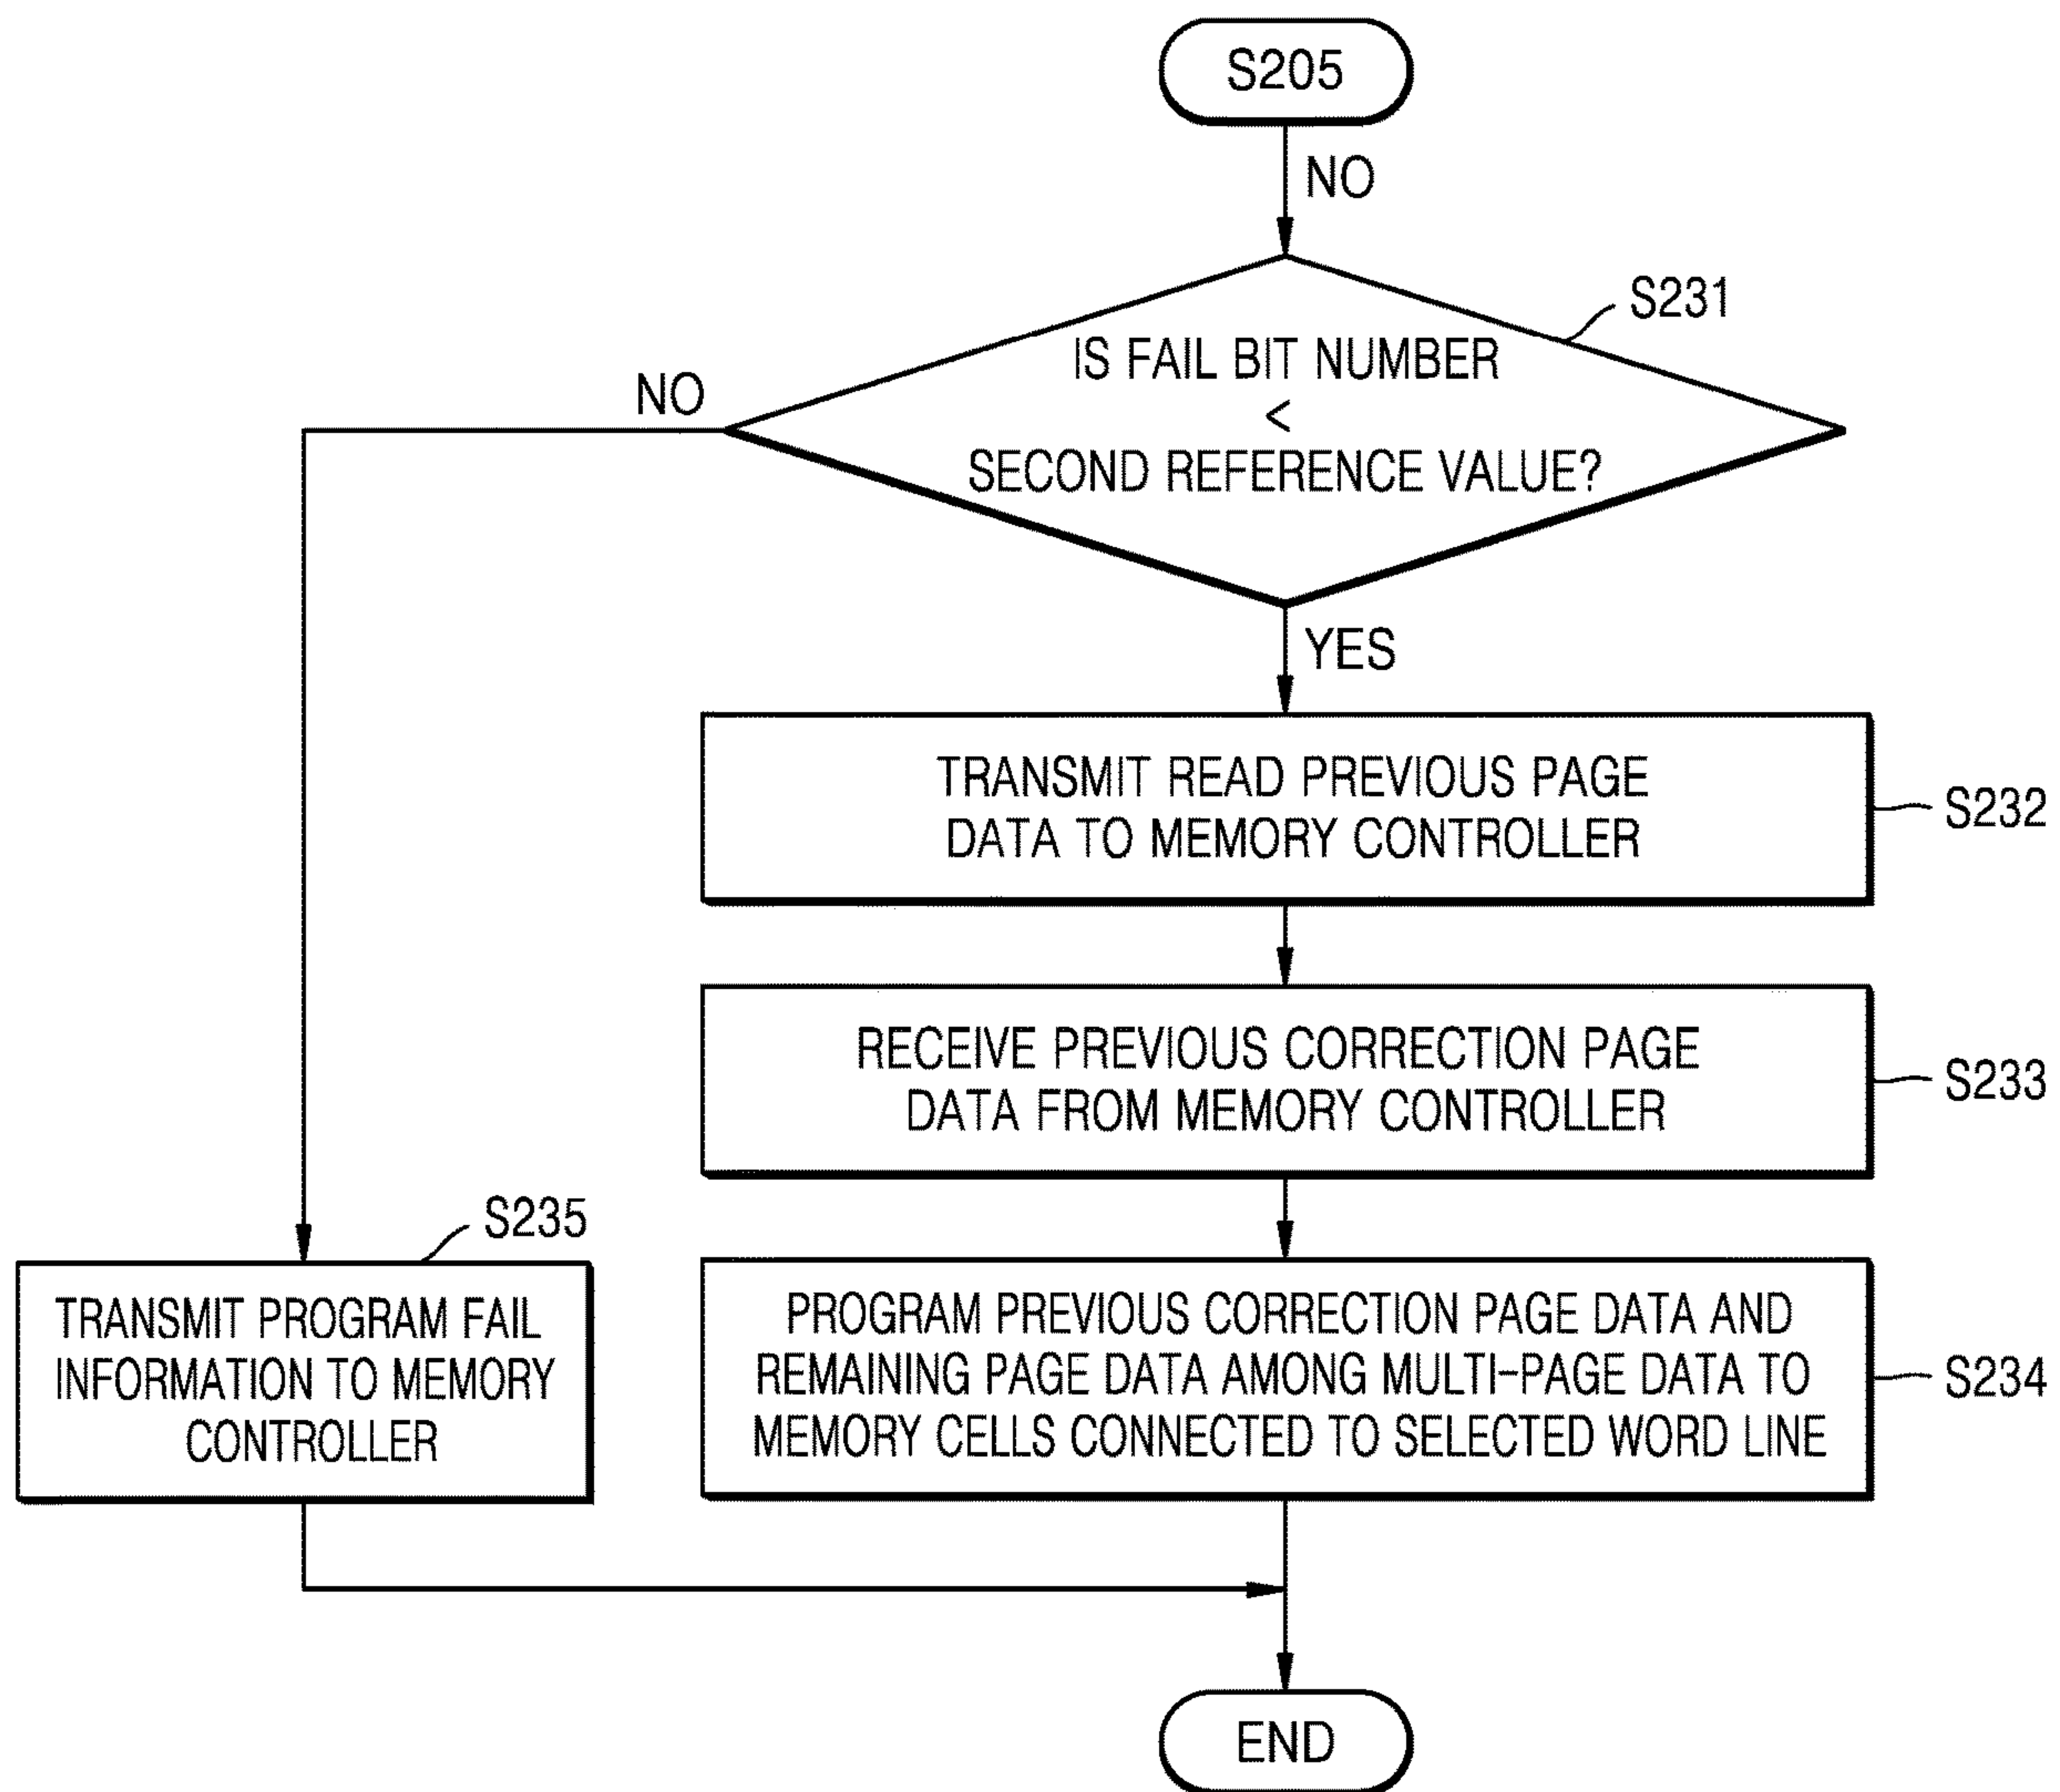 S205
NO
S231
IS FAIL BIT NUMBER
<
SECOND REFERENCE VALUE?
NO
YES
TRANSMIT READ PREVIOUS PAGE
DATA TO MEMORY CONTROLLER
S232
RECEIVE PREVIOUS CORRECTION PAGE
DATA FROM MEMORY CONTROLLER
S233
S235
TRANSMIT PROGRAM FAIL
INFORMATION TO MEMORY
CONTROLLER
PROGRAM PREVIOUS CORRECTION PAGE DATA AND
REMAINING PAGE DATA AMONG MULTI-PAGE DATA TO
MEMORY CELLS CONNECTED TO SELECTED WORD LINE
S234
END